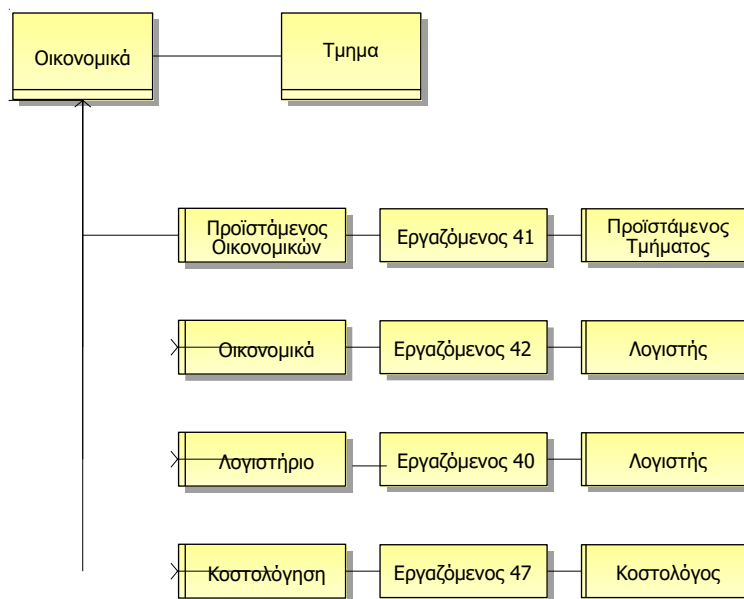 Οικονομικά
Τμημα
Προϊστάμενος
Οικονομικών
Εργαζόμενος 41
Προϊστάμενος
Τμήματος
Οικονομικά
Εργαζόμενος 42
Λογιστής
Λογιστήριο
Εργαζόμενος 40
Λογιστής
Κοστολόγηση
Εργαζόμενος 47
Κοστολόγος